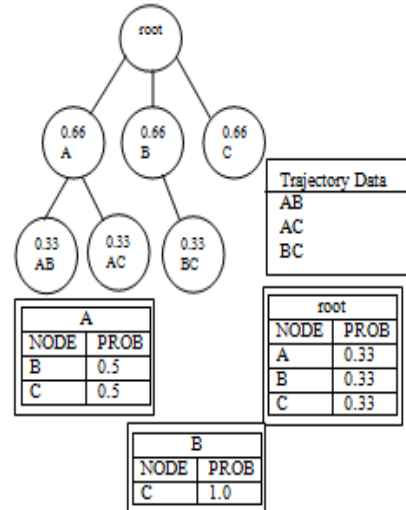 root
0.66 0.66 0.66
A B C
0.33 0.33 0.33
AB AC BC
Trajectory Data
AB
AC
BC
A
NODE PROB
B 0.5
C 0.5
root
NODE PROB
A 0.33
B 0.33
C 0.33
B
NODE PROB
C 1.0